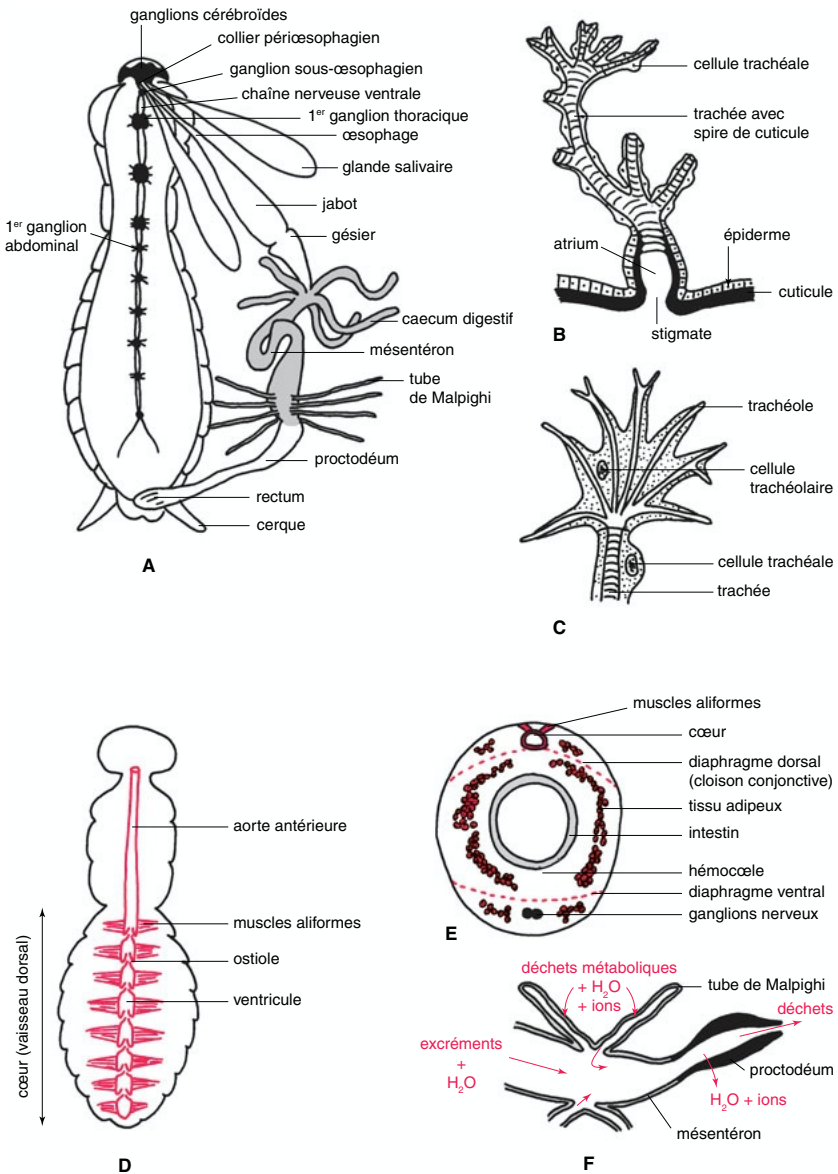 ganglions cérébroïdes
collier périœsophagien
ganglion sous-œsophagien
chaîne nerveuse ventrale
1er ganglion thoracique
œsophage
glande salivaire
jabot
gésier
1er ganglion
abdominal
caecum digestif
mésentéron
tube
de Malpighi
proctodéum
rectum
cerque
A
cellule trachéale
trachée avec
spire de cuticule
atrium
épiderme
cuticule
stigmate
B
trachéole
cellule
trachéolaire
cellule trachéale
trachée
C
aorte antérieure
muscles aliformes
ostiole
ventricule
cœur (vaisseau dorsal)
D
muscles aliformes
cœur
diaphragme dorsal
(cloison conjonctive)
tissu adipeux
intestin
hémocœle
diaphragme ventral
ganglions nerveux
E
déchets métaboliques
+ H2O
+ ions
tube de Malpighi
déchets
excréments
+
H2O
proctodéum
H2O + ions
mésentéron
F